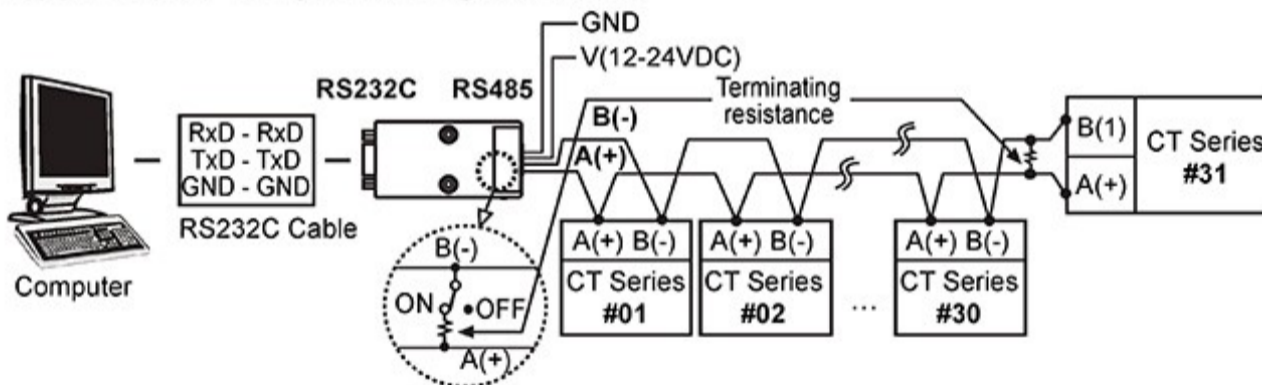 GND
V(12-24VDC)
RS232C RS485
Terminating
resistance
RxD - RxD
TxD - TxD
GND - GND
RS232C Cable
B(-)
A(+)
B(1)
A(+)
CT Series
#31
Computer
B(-)
ON
OFF
A(+)
A(+) B(-)
CT Series
#01
A(+) B(-)
CT Series
#02
...
A(+) B(-)
CT Series
#30